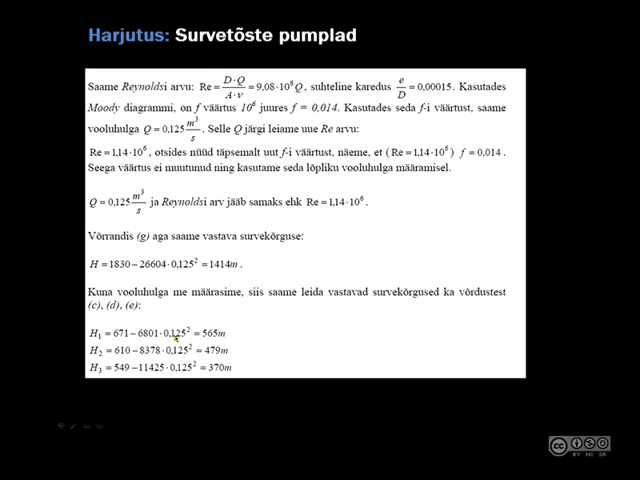 Harjutus: Survetõste pumplad
Saame Reynoldsi arvu: Re = D·Q / A·ν = 9,08·10⁶Q, suhteline karedus e/D = 0,00015. Kasutades
Moody diagrammi, on f väärtus 10⁶ juures f = 0,014. Kasutades seda f-i väärtust, saame
vooluhulga Q = 0,125 m³/s. Selle Q järgi leiame uue Re arvu:
Re = 1,14·10⁶, otsides nüüd täpsemalt uut f-i väärtust, näeme, et (Re = 1,14·10⁶) f = 0,014.
Seega väärtus ei muutunud ning kasutame seda lõpliku vooluhulga määramisel.
Q = 0,125 m³/s ja Reynoldsi arv jääb samaks ehk Re = 1,14·10⁶.
Võrrandis (g) aga saame vastava survekõrguse:
H = 1830 − 26604·0,125² = 1414m.
Kuna vooluhulga me määrasime, siis saame leida vastavad survekõrgused ka võrdustest
(c), (d), (e):
H₁ = 671 − 6801·0,125² = 565m
H₂ = 610 − 8378·0,125² = 479m
H₃ = 549 − 11425·0,125² = 370m
cc BY NC SA